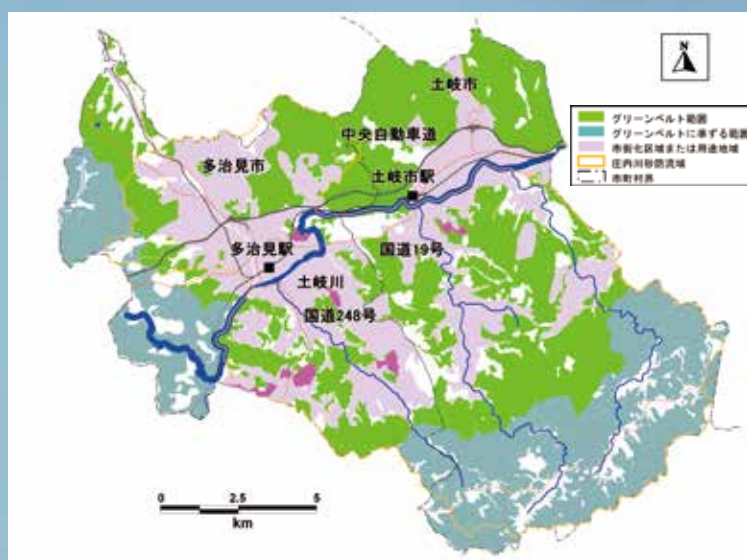 N
土岐市
グリーンベルト範囲
グリーンベルトに準ずる範囲
市街化区域または用途地域
庄内川砂防流域
市町村界
中央自動車道
多治見市
土岐市駅
多治見駅
国道19号
土岐川
国道248号
0 2.5 5
km